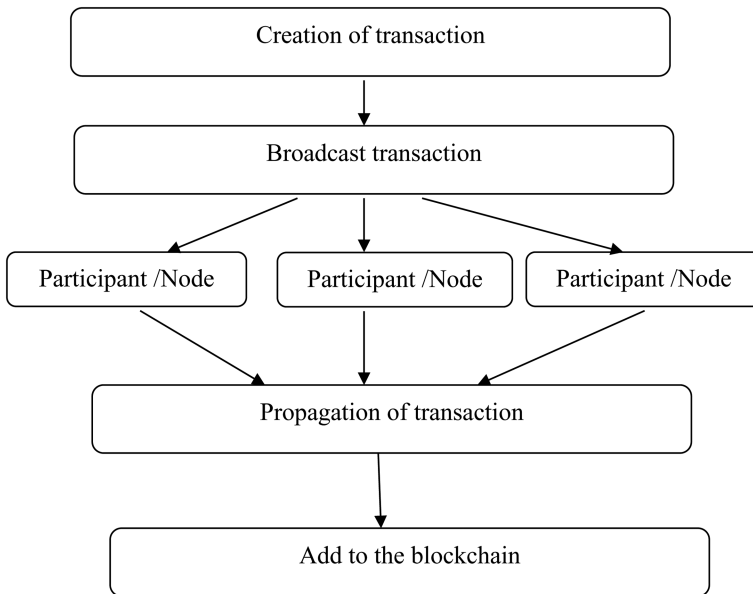 Creation of transaction
Broadcast transaction
Participant /Node
Participant /Node
Participant /Node
Propagation of transaction
Add to the blockchain